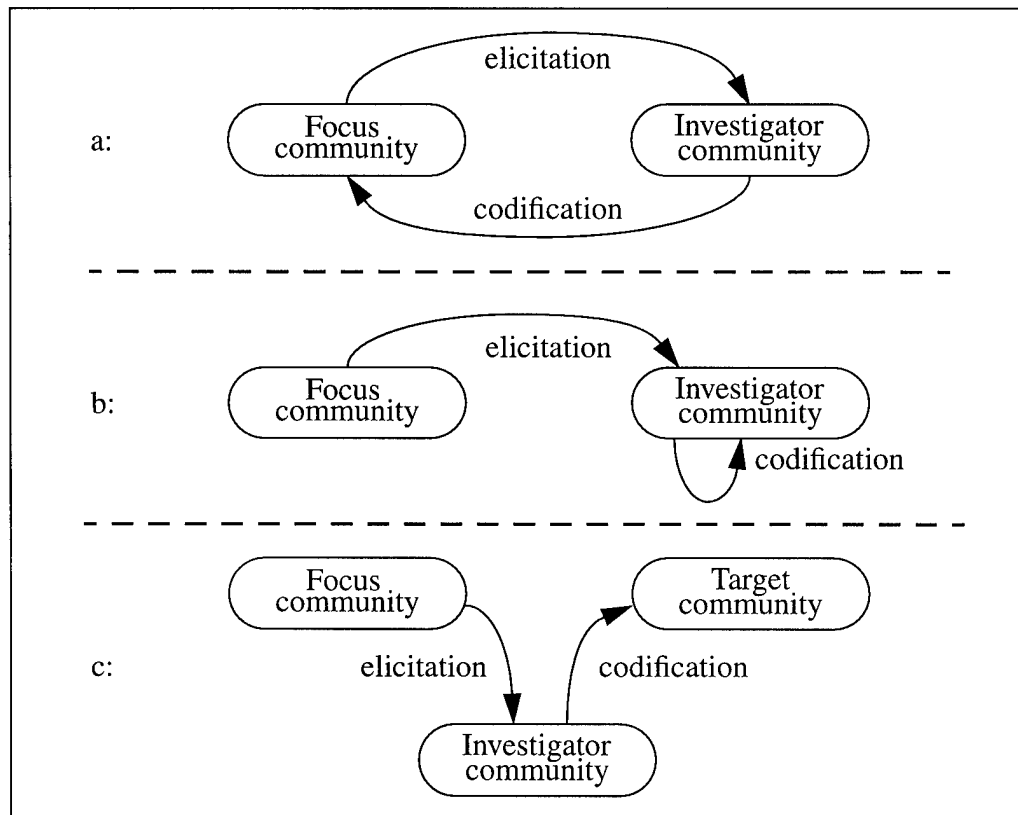 elicitation
a:
Focus
community
Investigator
community
codification
elicitation
b:
Focus
community
Investigator
community
codification
c:
Focus
community
Target
community
elicitation
codification
Investigator
community